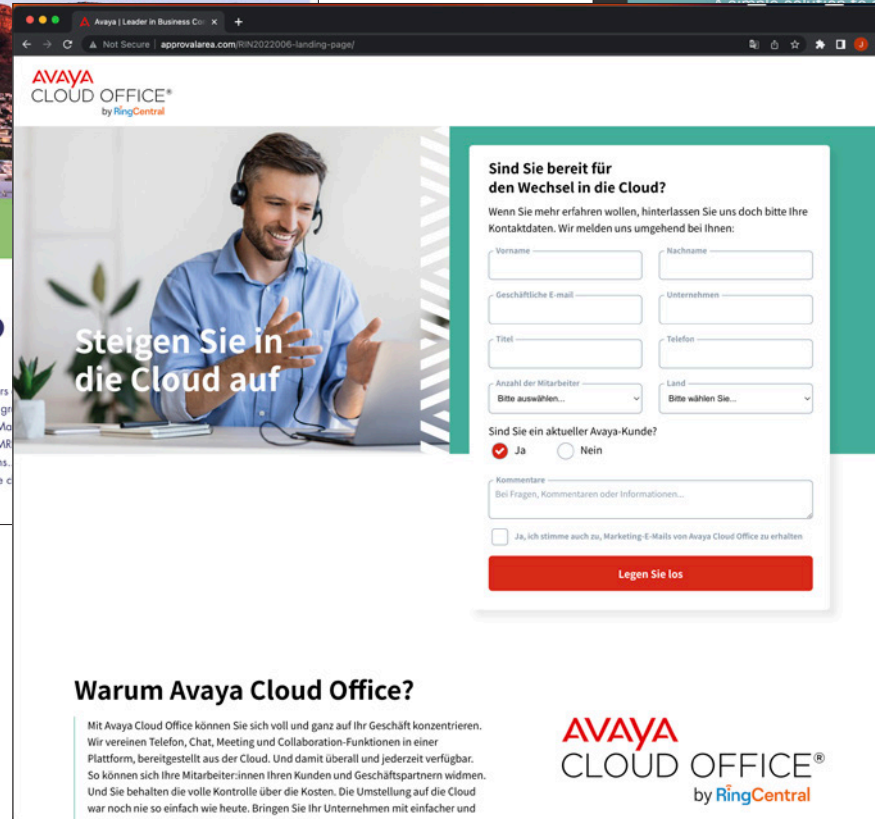 Avaya | Leader in Business Co
Not Secure | approvalarea.com/RIN2022006-landing-page/
AVAYA
CLOUD OFFICE®
by RingCentral
Steigen Sie in
die Cloud auf
Sind Sie bereit für
den Wechsel in die Cloud?
Wenn Sie mehr erfahren wollen, hinterlassen Sie uns doch bitte Ihre
Kontaktdaten. Wir melden uns umgehend bei Ihnen:
Vorname
Nachname
Geschäftliche E-mail
Unternehmen
Titel
Telefon
Anzahl der Mitarbeiter
Land
Bitte auswählen...
Bitte wählen Sie...
Sind Sie ein aktueller Avaya-Kunde?
Ja
Nein
Kommentare
Bei Fragen, Kommentaren oder Informationen...
Ja, ich stimme auch zu, Marketing-E-Mails von Avaya Cloud Office zu erhalten
Legen Sie los
Warum Avaya Cloud Office?
Mit Avaya Cloud Office können Sie sich voll und ganz auf Ihr Geschäft konzentrieren.
Wir vereinen Telefon, Chat, Meeting und Collaboration-Funktionen in einer
Plattform, bereitgestellt aus der Cloud. Und damit überall und jederzeit verfügbar.
So können sich Ihre Mitarbeiter:innen Ihren Kunden und Geschäftspartnern widmen.
Und Sie behalten die volle Kontrolle über die Kosten. Die Umstellung auf die Cloud
war noch nie so einfach wie heute. Bringen Sie Ihr Unternehmen mit einfacher und
AVAYA
CLOUD OFFICE®
by RingCentral